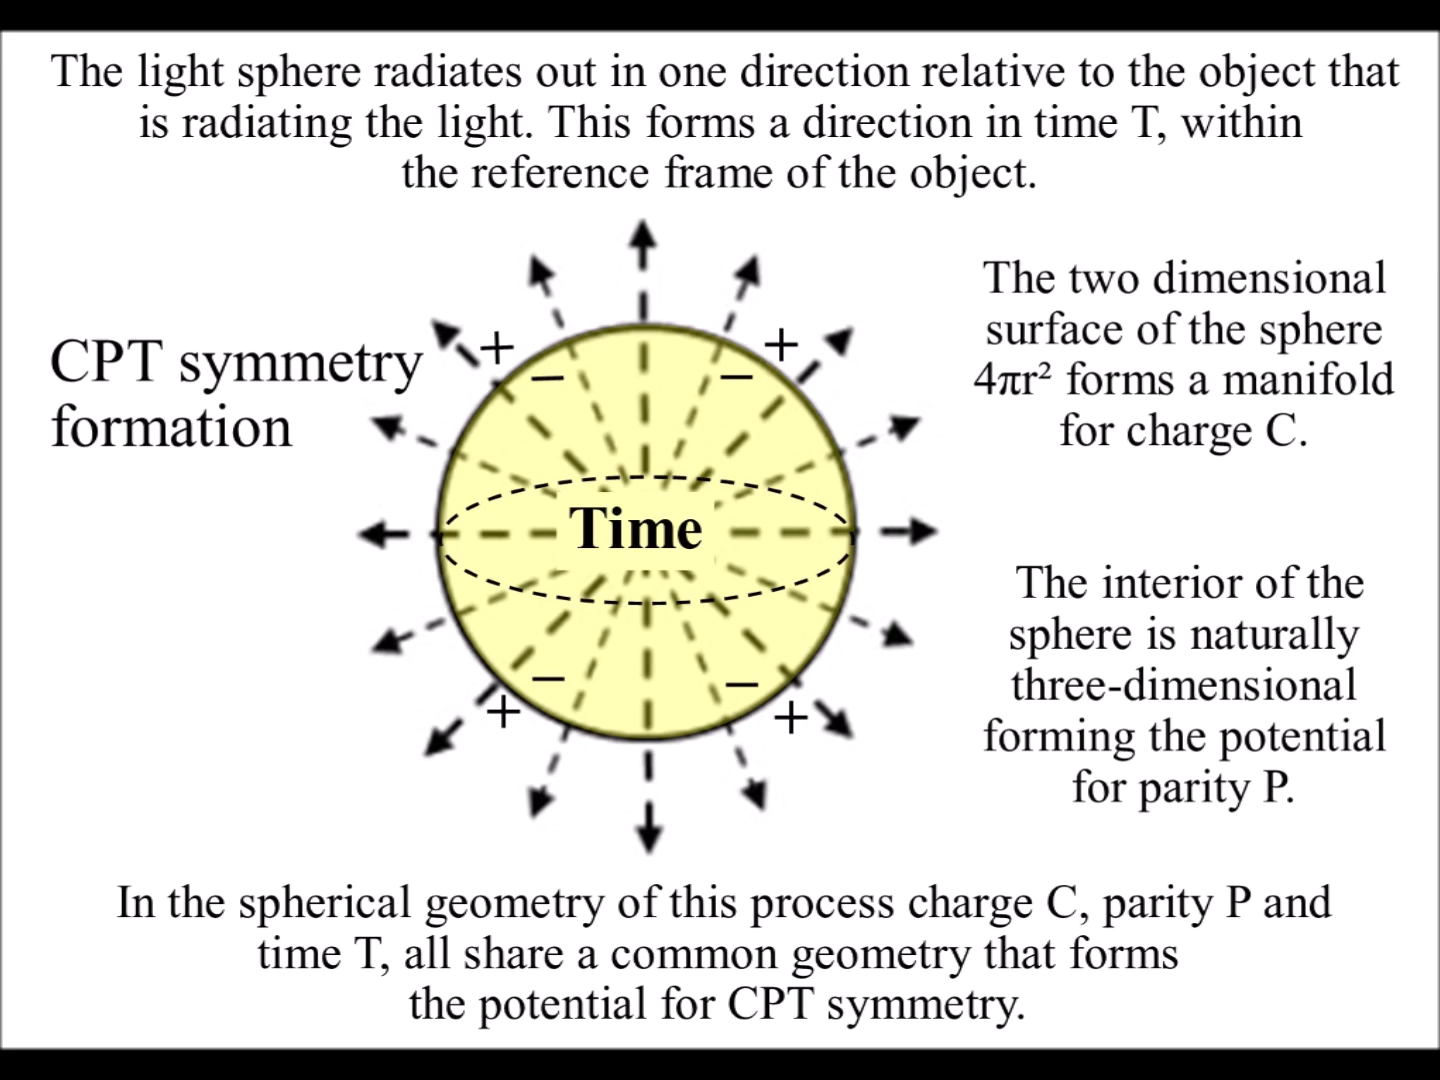 The light sphere radiates out in one direction relative to the object that
is radiating the light. This forms a direction in time T, within
the reference frame of the object.
CPT symmetry
formation
+
−
+
−
The two dimensional
surface of the sphere
4πr² forms a manifold
for charge C.
Time
The interior of the
sphere is naturally
three-dimensional
forming the potential
for parity P.
−
+
−
+
In the spherical geometry of this process charge C, parity P and
time T, all share a common geometry that forms
the potential for CPT symmetry.